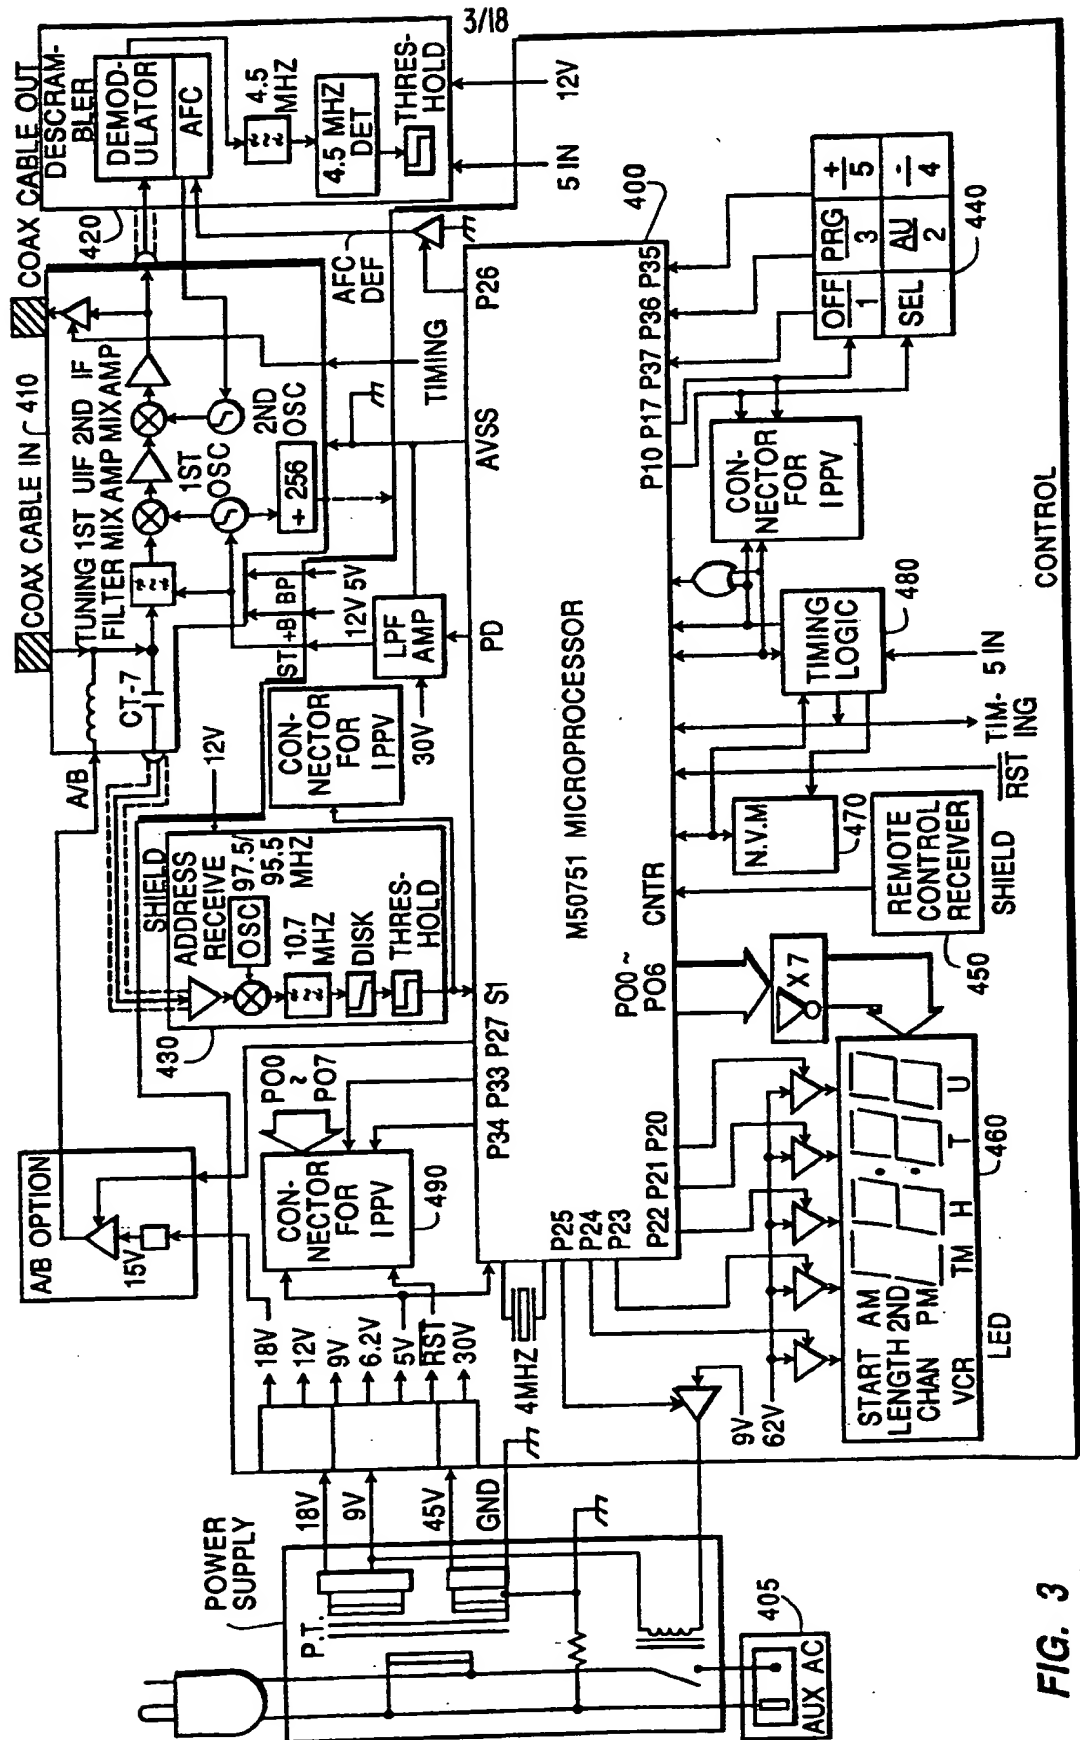 3/18
COAX CABLE IN
410
COAX CABLE OUT
420
DESCRAM-
BLER
DEMOD-
ULATOR
AFC
4.5
MHZ
4.5 MHZ
DET
THRES-
HOLD
5 IN
12V
TUNING 1ST UIF 2ND IF
FILTER MIX AMP MIX AMP
1ST
OSC
2ND
OSC
÷ 256
CT-7
A/B
ST +B BP
12V 5V
AFC
DEF
TIMING
LPF
AMP
30V
12V
CON-
NECTOR
FOR
IPPV
SHIELD
ADDRESS
RECEIVE
OSC
97.5/
95.5
MHZ
10.7
MHZ
DISK
THRES-
HOLD
430
A/B OPTION
15V
PO0
~
PO7
CON-
NECTOR
FOR
IPPV
490
18V
12V
9V
6.2V
5V
RST
30V
POWER
SUPPLY
P.T.
18V
9V
45V
GND
4MHZ
405
AUX AC
P34 P33 P27 S1
PD
AVSS
P26
M50751 MICROPROCESSOR
400
P25
P24
P23
P22 P21 P20
PO0~
PO6
CNTR
P10 P17 P37 P36 P35
9V
62V
X7
START AM
LENGTH 2ND
CHAN PM
VCR
TM H T U
LED
460
REMOTE
CONTROL
RECEIVER
SHIELD
450
N.V.M
470
RST
TIM-
ING
5 IN
TIMING
LOGIC
480
CON-
NECTOR
FOR
IPPV
OFF PRG +
1 3 5
SEL AU -
2 4
440
CONTROL
FIG. 3